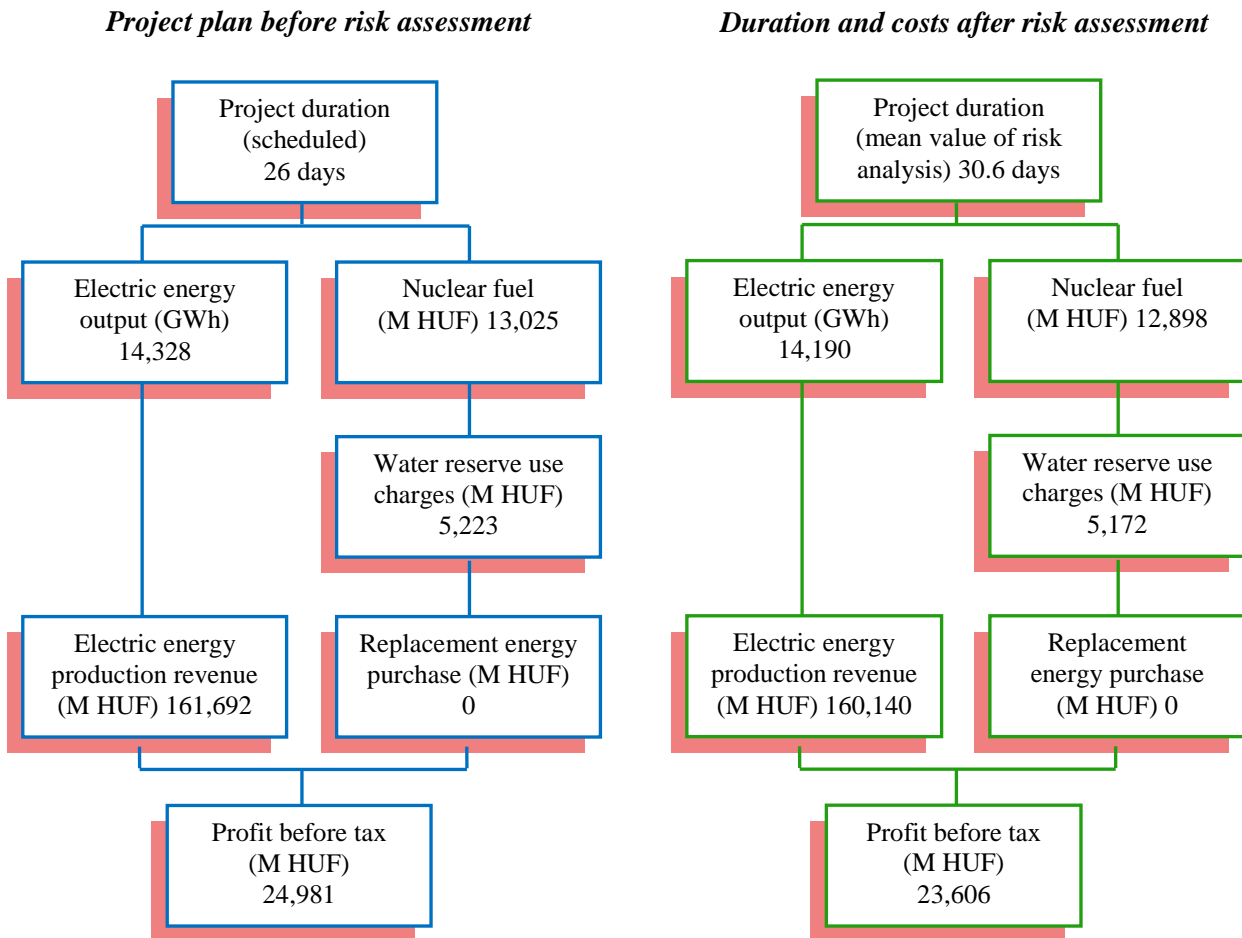 Project plan before risk assessment
Duration and costs after risk assessment
Project duration
(scheduled)
26 days
Project duration
(mean value of risk
analysis) 30.6 days
Electric energy
output (GWh)
14,328
Nuclear fuel
(M HUF) 13,025
Electric energy
output (GWh)
14,190
Nuclear fuel
(M HUF) 12,898
Water reserve use
charges (M HUF)
5,223
Water reserve use
charges (M HUF)
5,172
Electric energy
production revenue
(M HUF) 161,692
Replacement energy
purchase (M HUF)
0
Electric energy
production revenue
(M HUF) 160,140
Replacement
energy purchase
(M HUF) 0
Profit before tax
(M HUF)
24,981
Profit before tax
(M HUF)
23,606